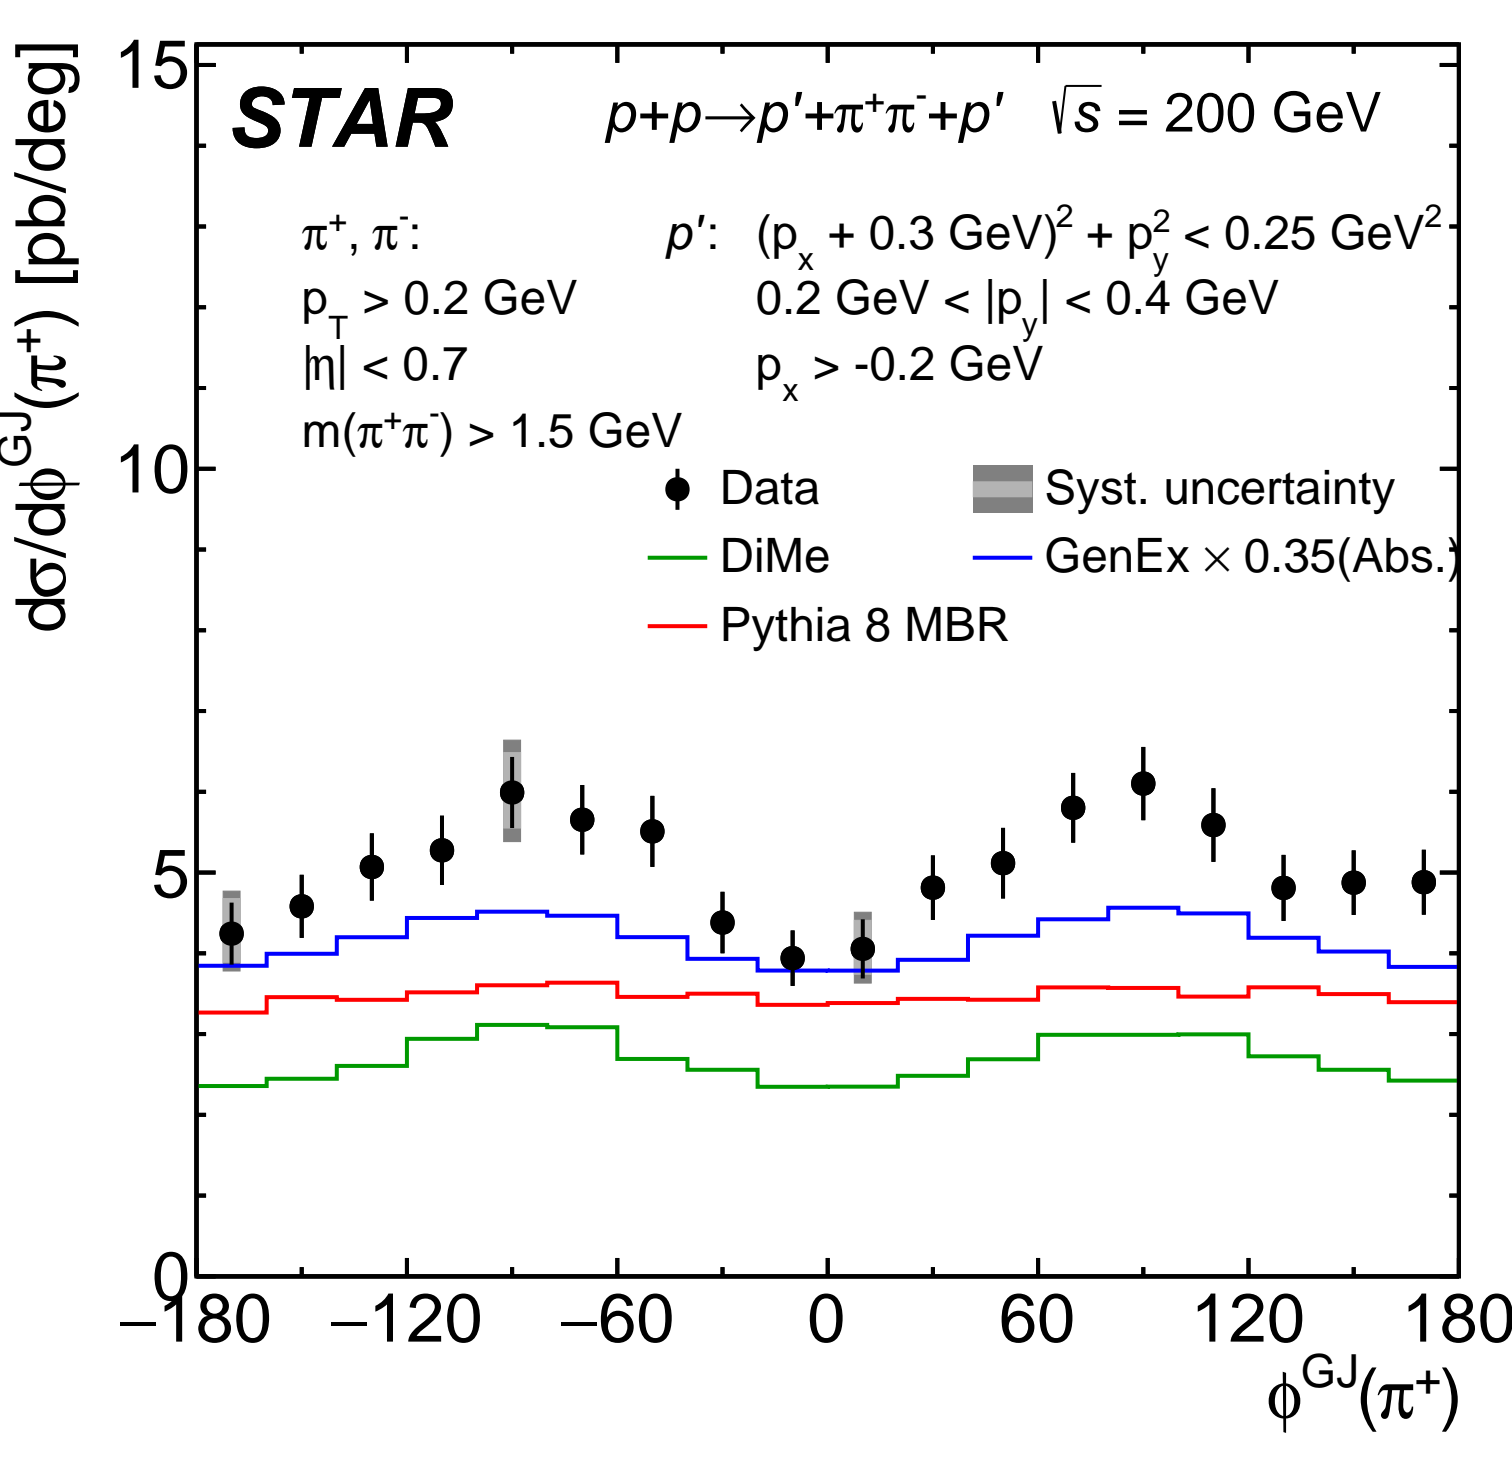 dσ/dϕ^GJ(π⁺) [pb/deg]
15
10
5
0
STAR p+p→p′+π⁺π⁻+p′ √s = 200 GeV
π⁺, π⁻: p′: (pₓ + 0.3 GeV)² + p_y² < 0.25 GeV²
p_T > 0.2 GeV 0.2 GeV < |p_y| < 0.4 GeV
|η| < 0.7 pₓ > -0.2 GeV
m(π⁺π⁻) > 1.5 GeV
Data Syst. uncertainty
DiMe GenEx × 0.35(Abs.)
Pythia 8 MBR
−180 −120 −60 0 60 120 180
ϕ^GJ(π⁺)